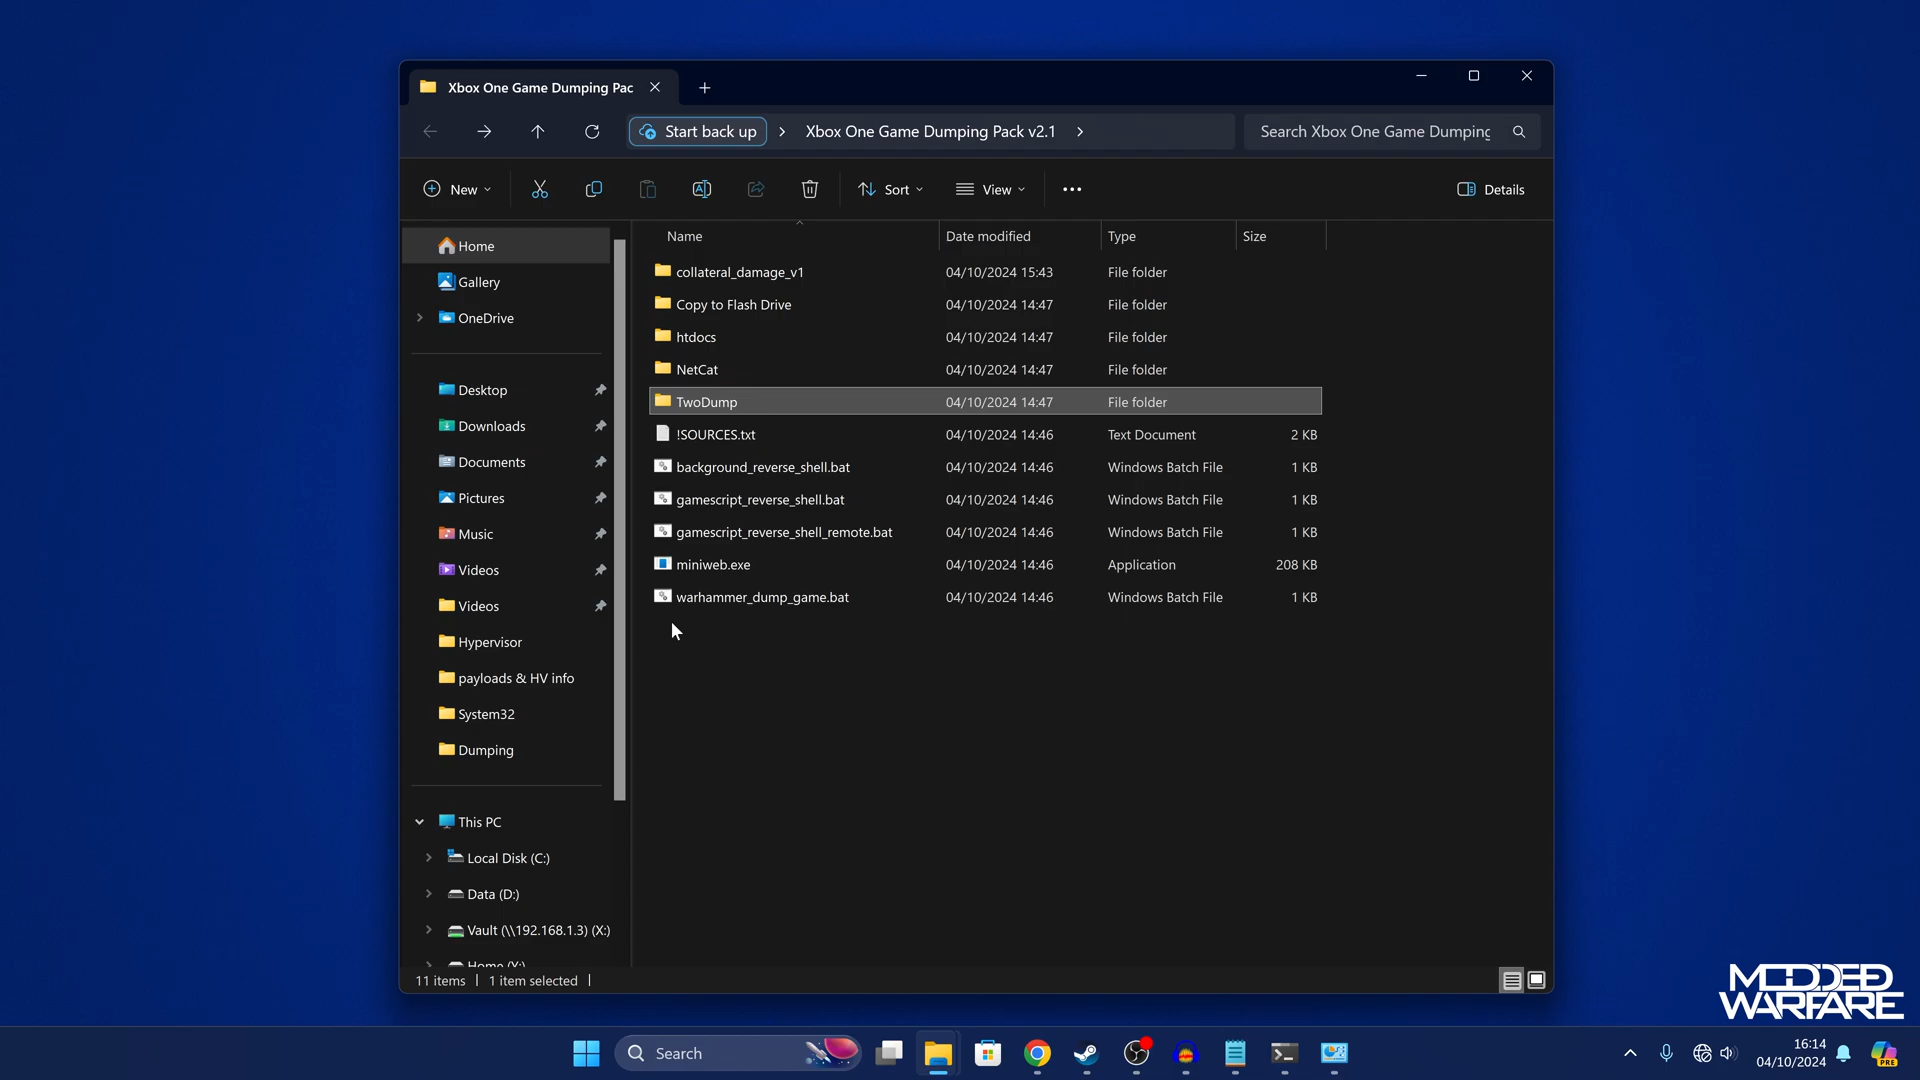 Xbox One Game Dumping Pac
Start back up
Xbox One Game Dumping Pack v2.1
Search Xbox One Game Dumping
New
Sort
View
Details
Home
Gallery
OneDrive
Desktop
Downloads
Documents
Pictures
Music
Videos
Videos
Hypervisor
payloads & HV info
System32
Dumping
This PC
Local Disk (C:)
Data (D:)
Vault (\\192.168.1.3) (X:)
Home (Y:)
Name Date modified Type Size
collateral_damage_v1 04/10/2024 15:43 File folder
Copy to Flash Drive 04/10/2024 14:47 File folder
htdocs 04/10/2024 14:47 File folder
NetCat 04/10/2024 14:47 File folder
TwoDump 04/10/2024 14:47 File folder
!SOURCES.txt 04/10/2024 14:46 Text Document 2 KB
background_reverse_shell.bat 04/10/2024 14:46 Windows Batch File 1 KB
gamescript_reverse_shell.bat 04/10/2024 14:46 Windows Batch File 1 KB
gamescript_reverse_shell_remote.bat 04/10/2024 14:46 Windows Batch File 1 KB
miniweb.exe 04/10/2024 14:46 Application 208 KB
warhammer_dump_game.bat 04/10/2024 14:46 Windows Batch File 1 KB
11 items 1 item selected
MODDED
WARFARE
Search
16:14
04/10/2024
PRE